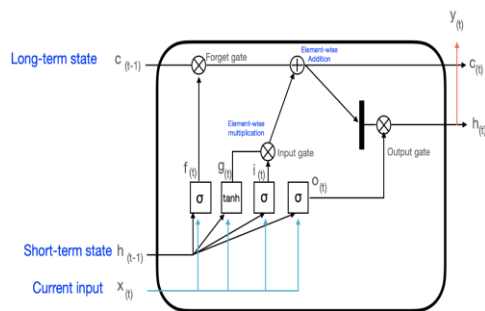 y(t)
Long-term state c (t-1)
Forget gate
Element-wise
Addition
c(t)
Element-wise
multiplication
Input gate
h(t)
Output gate
f(t)
g(t)
i(t)
o(t)
σ
tanh
σ
σ
Short-term state h (t-1)
Current input x(t)